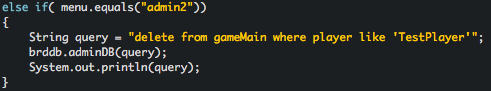 else if( menu.equals("admin2"))
{
String query = "delete from gameMain where player like 'TestPlayer'";
brddb.adminDB(query);
System.out.println(query);
}